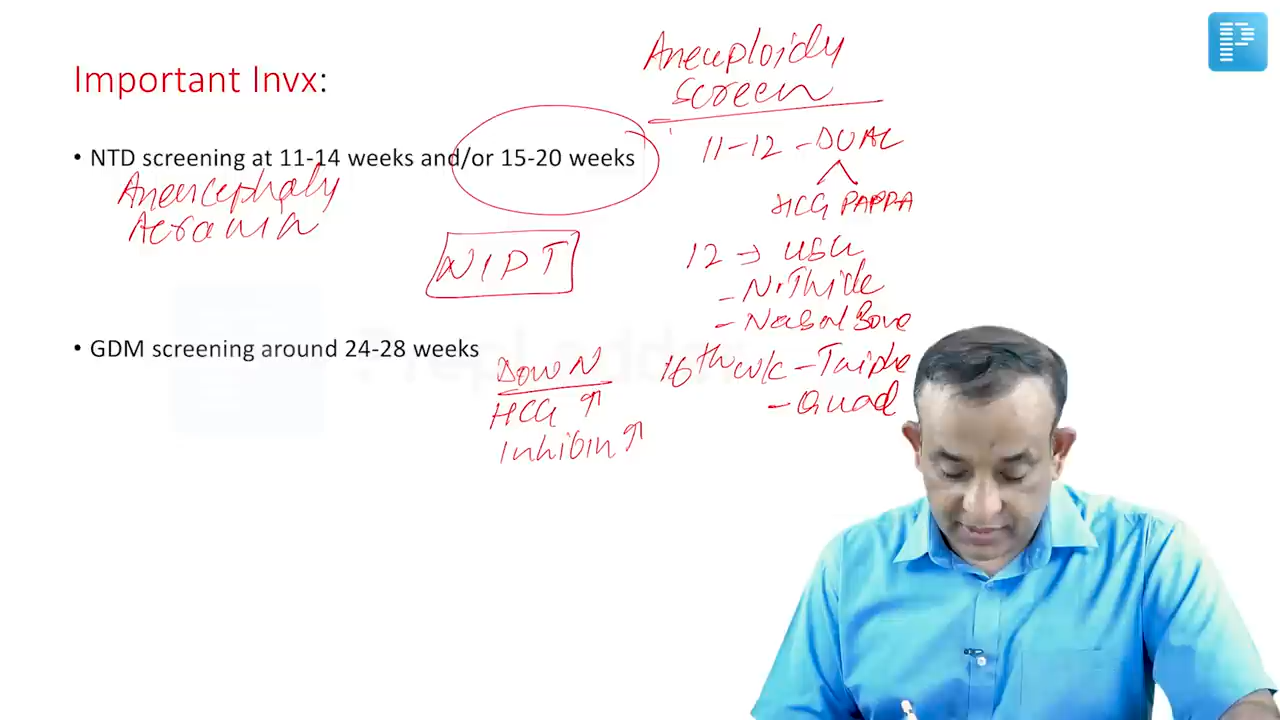 Important Invx:
• NTD screening at 11-14 weeks and/or 15-20 weeks
Anencephaly
Acrania
NIPT
• GDM screening around 24-28 weeks
Down
HCG ↑
Inhibin ↑
Aneuploidy
Screen
11-12 - DUAL
HCG PAPPA
12 → USG
- N.Thick
- Nasal Bone
16th wk - Triple
- Quad